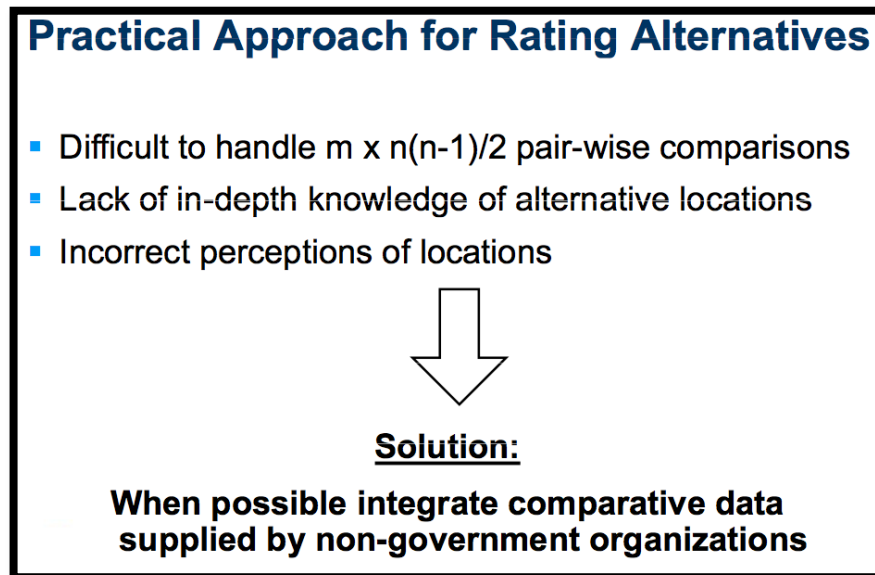 Practical Approach for Rating Alternatives
▪ Difficult to handle m x n(n-1)/2 pair-wise comparisons
▪ Lack of in-depth knowledge of alternative locations
▪ Incorrect perceptions of locations
Solution:
When possible integrate comparative data
supplied by non-government organizations